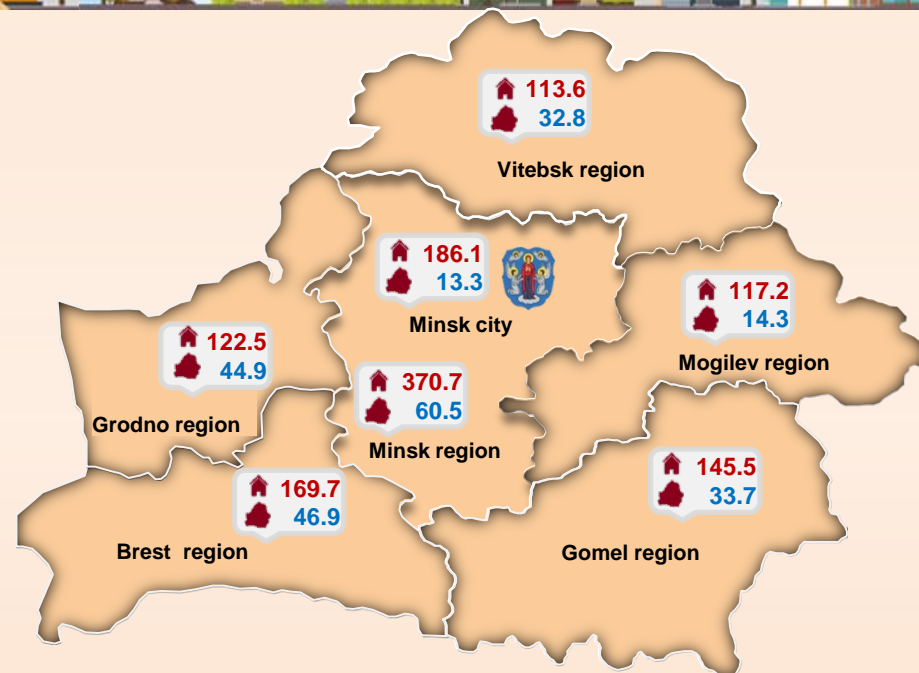 113.6
32.8
Vitebsk region
186.1
13.3
Minsk city
117.2
14.3
Mogilev region
122.5
44.9
Grodno region
370.7
60.5
Minsk region
169.7
46.9
Brest region
145.5
33.7
Gomel region